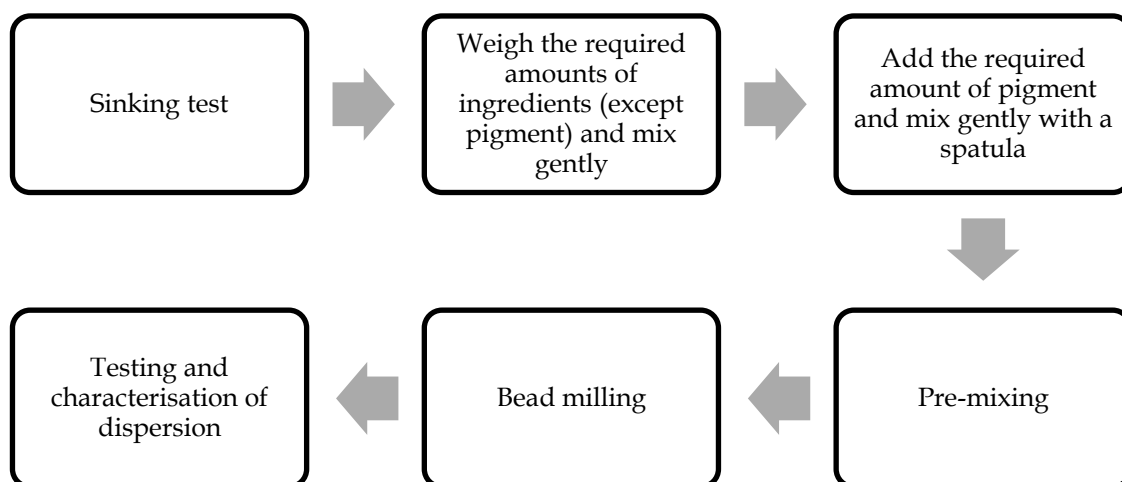 Sinking test
Weigh the required
amounts of
ingredients (except
pigment) and mix
gently
Add the required
amount of pigment
and mix gently with a
spatula
Pre-mixing
Bead milling
Testing and
characterisation of
dispersion